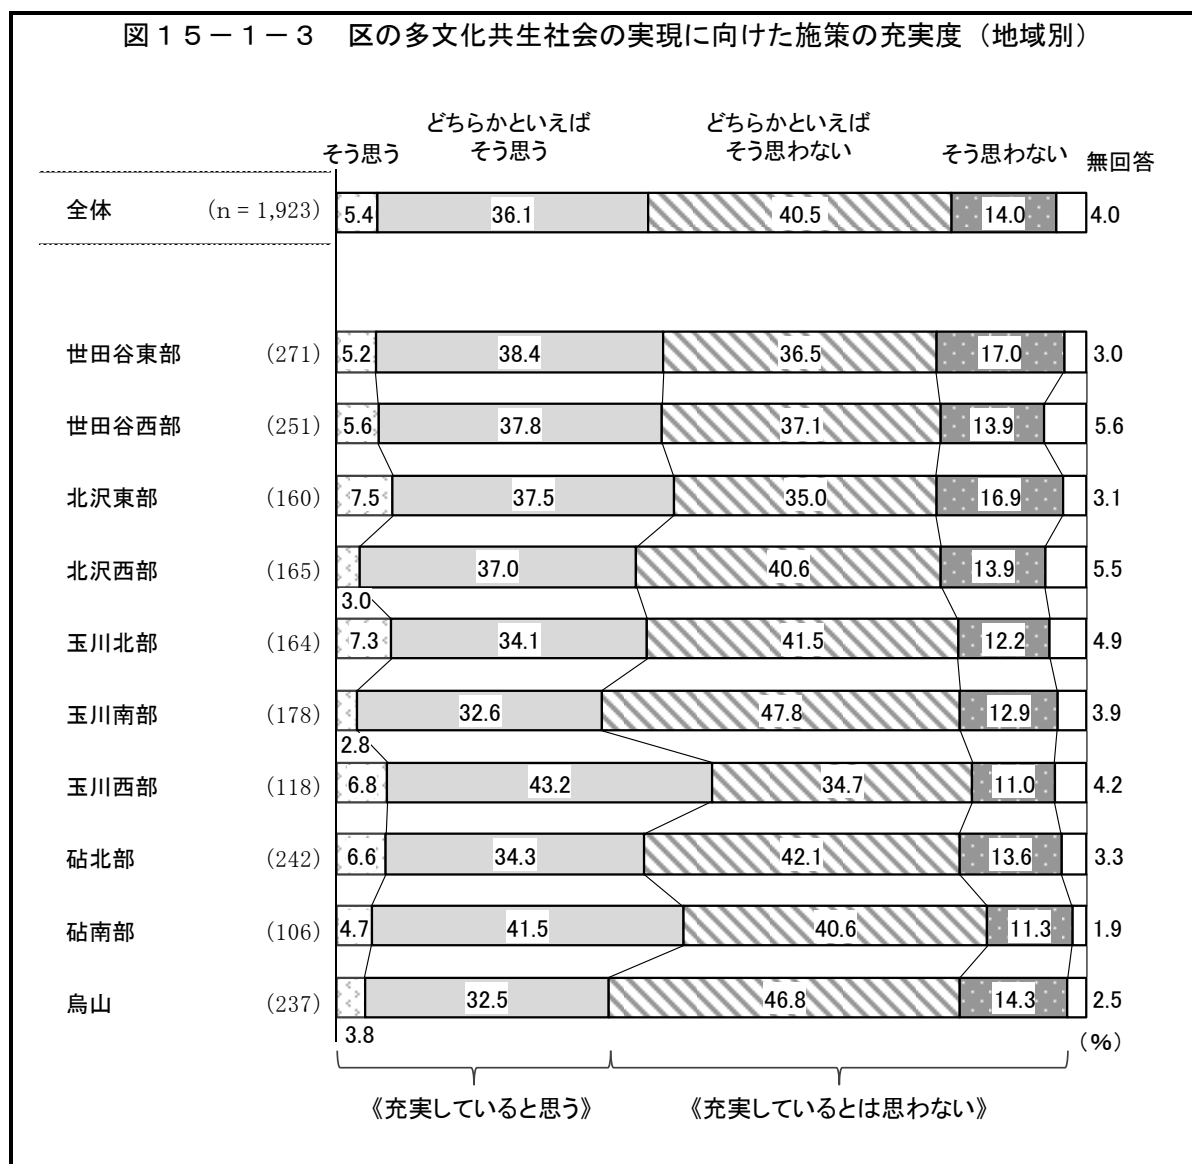 図１５－１－３　区の多文化共生社会の実現に向けた施策の充実度（地域別）
そう思う
どちらかといえば
そう思う
どちらかといえば
そう思わない
そう思わない
無回答
全体 (n = 1,923) 5.4 36.1 40.5 14.0 4.0
世田谷東部 (271) 5.2 38.4 36.5 17.0 3.0
世田谷西部 (251) 5.6 37.8 37.1 13.9 5.6
北沢東部 (160) 7.5 37.5 35.0 16.9 3.1
北沢西部 (165) 3.0 37.0 40.6 13.9 5.5
玉川北部 (164) 7.3 34.1 41.5 12.2 4.9
玉川南部 (178) 2.8 32.6 47.8 12.9 3.9
玉川西部 (118) 6.8 43.2 34.7 11.0 4.2
砧北部 (242) 6.6 34.3 42.1 13.6 3.3
砧南部 (106) 4.7 41.5 40.6 11.3 1.9
烏山 (237) 3.8 32.5 46.8 14.3 2.5
(%)
《充実していると思う》 《充実しているとは思わない》